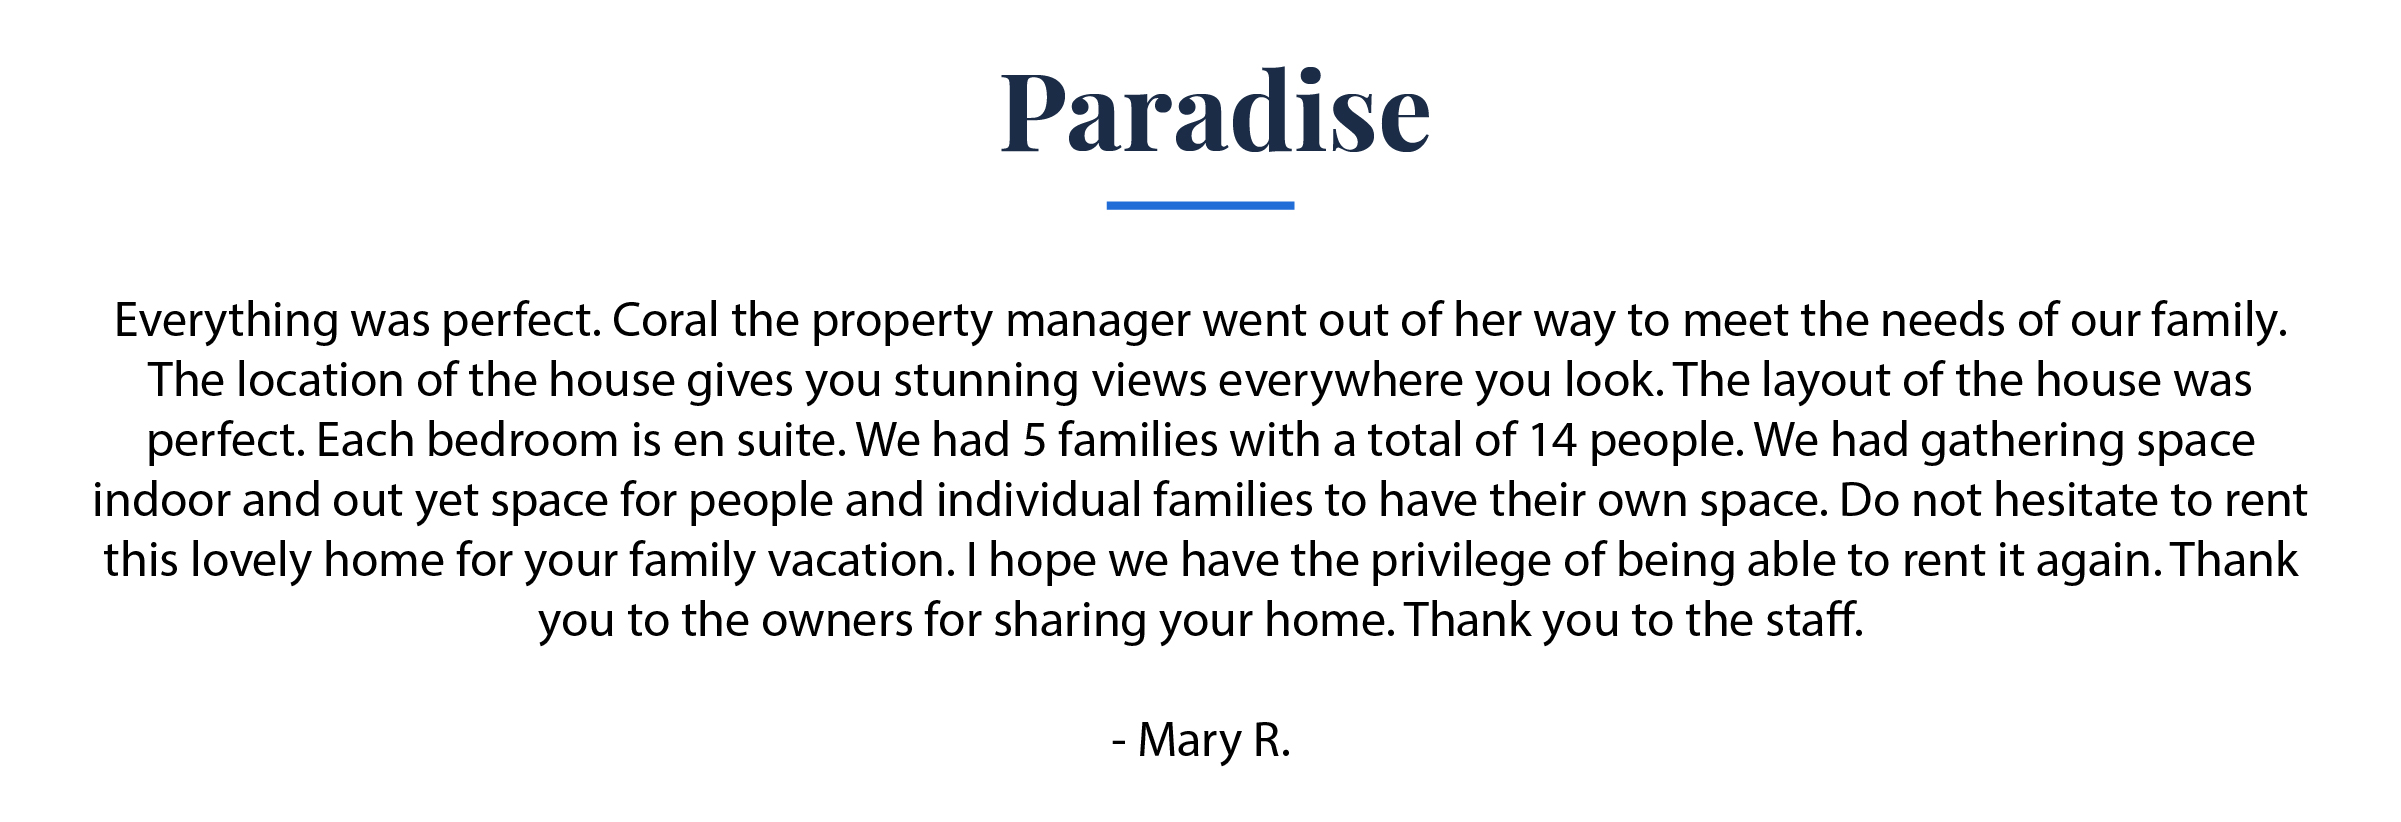 Paradise
Everything was perfect. Coral the property manager went out of her way to meet the needs of our family.
The location of the house gives you stunning views everywhere you look. The layout of the house was
perfect. Each bedroom is en suite. We had 5 families with a total of 14 people. We had gathering space
indoor and out yet space for people and individual families to have their own space. Do not hesitate to rent
this lovely home for your family vacation. I hope we have the privilege of being able to rent it again. Thank
you to the owners for sharing your home. Thank you to the staff.
- Mary R.